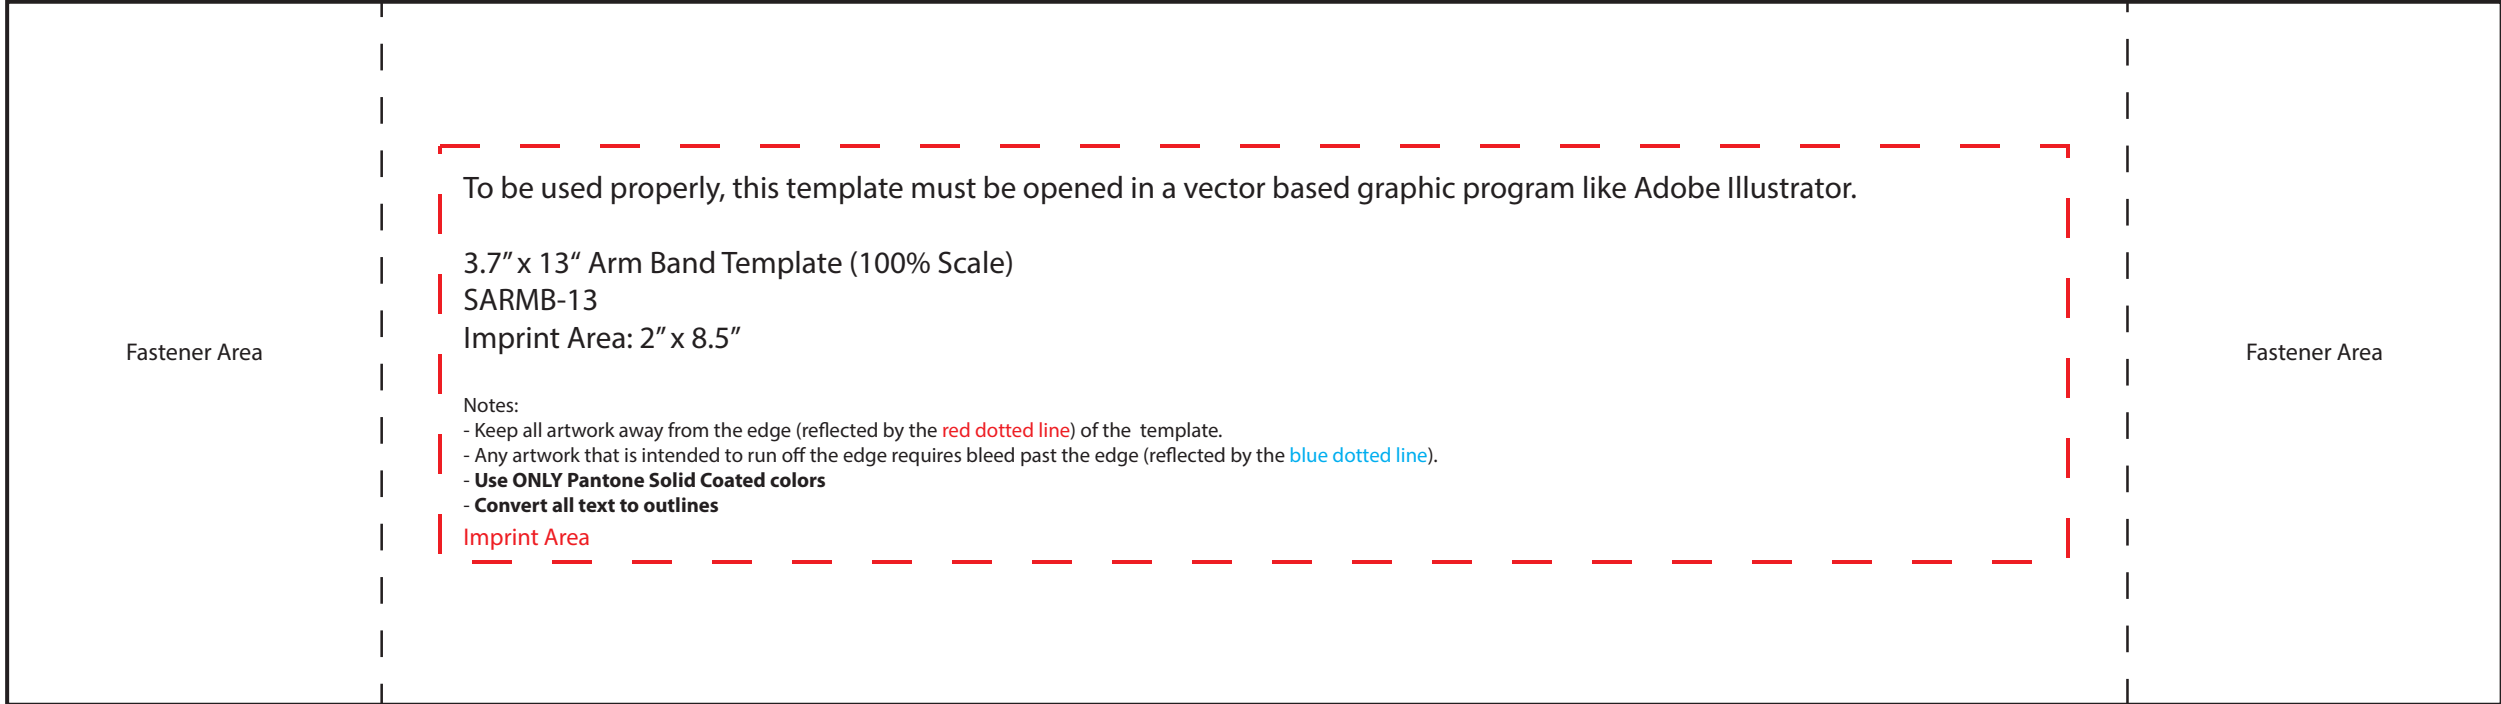 To be used properly, this template must be opened in a vector based graphic program like Adobe Illustrator.
3.7” x 13“ Arm Band Template (100% Scale)
SARMB-13
Imprint Area: 2” x 8.5”
Fastener Area
Fastener Area
Notes:
- Keep all artwork away from the edge (reflected by the red dotted line) of the  template.
- Any artwork that is intended to run off the edge requires bleed past the edge (reflected by the blue dotted line).
- Use ONLY Pantone Solid Coated colors
- Convert all text to outlines
Imprint Area